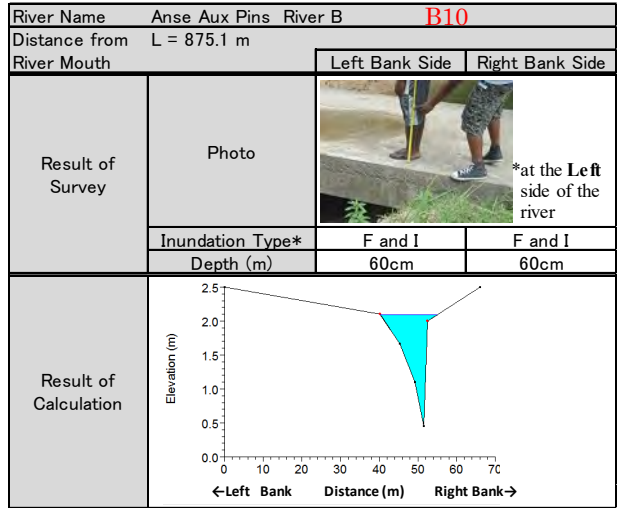 River Name Anse Aux Pins River B B10
Distance from L = 875.1 m
River Mouth Left Bank Side Right Bank Side
Result of Survey
Photo
*at the Left
side of the
river
Inundation Type* F and I F and I
Depth (m) 60cm 60cm
Result of Calculation
Elevation (m)
2.5
2.0
1.5
1.0
0.5
0.0
0 10 20 30 40 50 60 70
←Left Bank Distance (m) Right Bank→